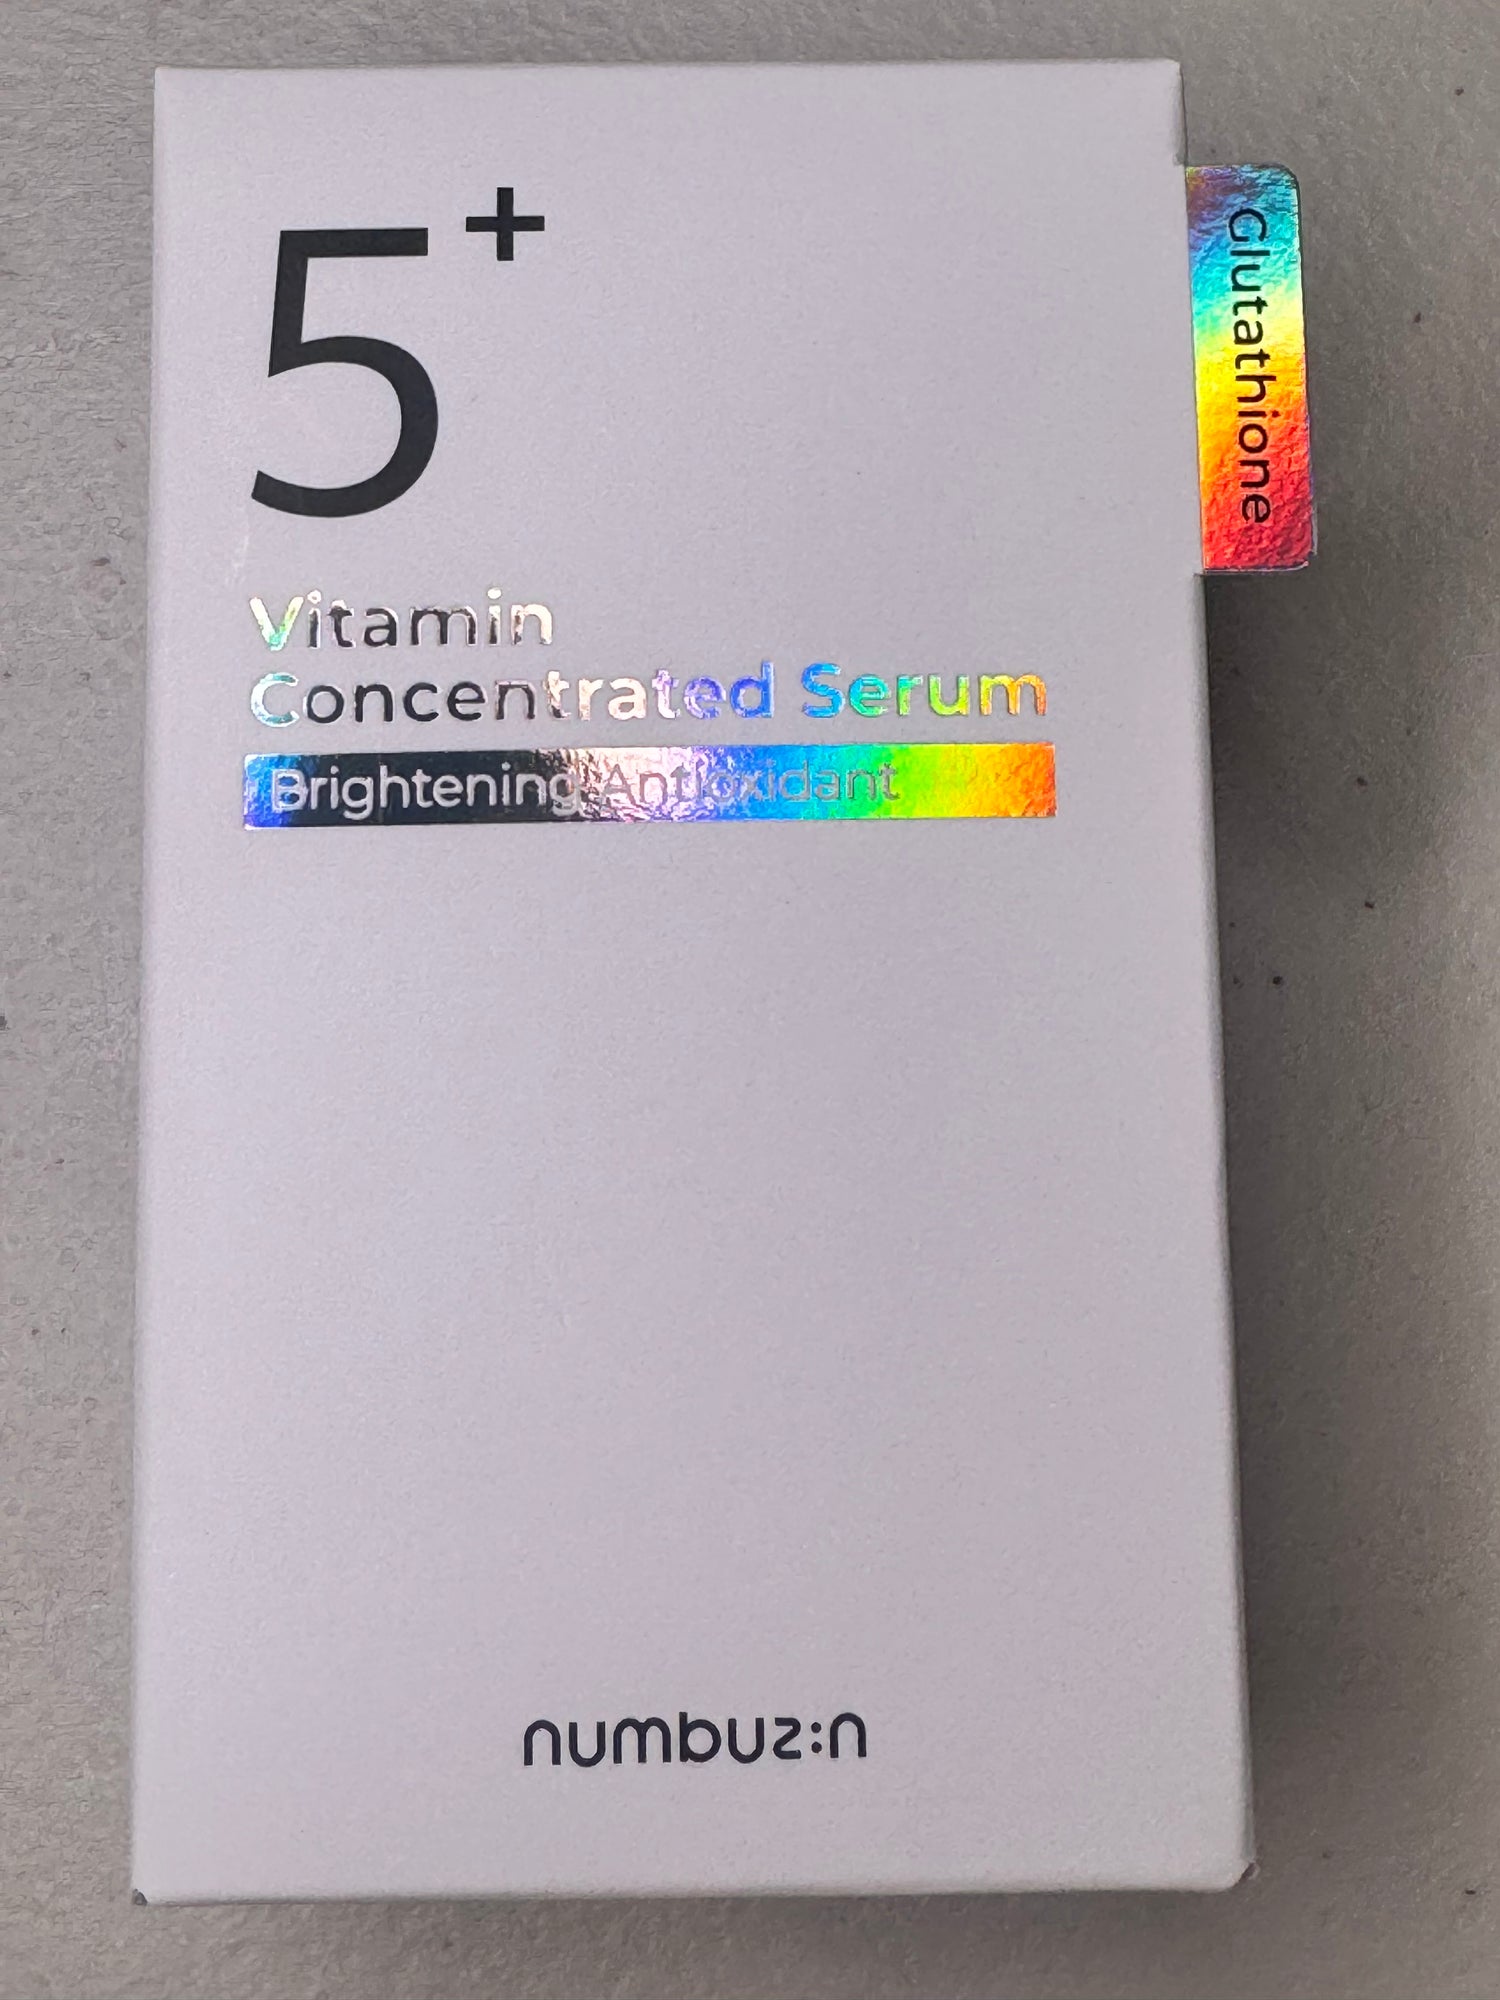 5+
Vitamin
Concentrated Serum
Brightening Antioxidant
Glutathione
numbuz:n